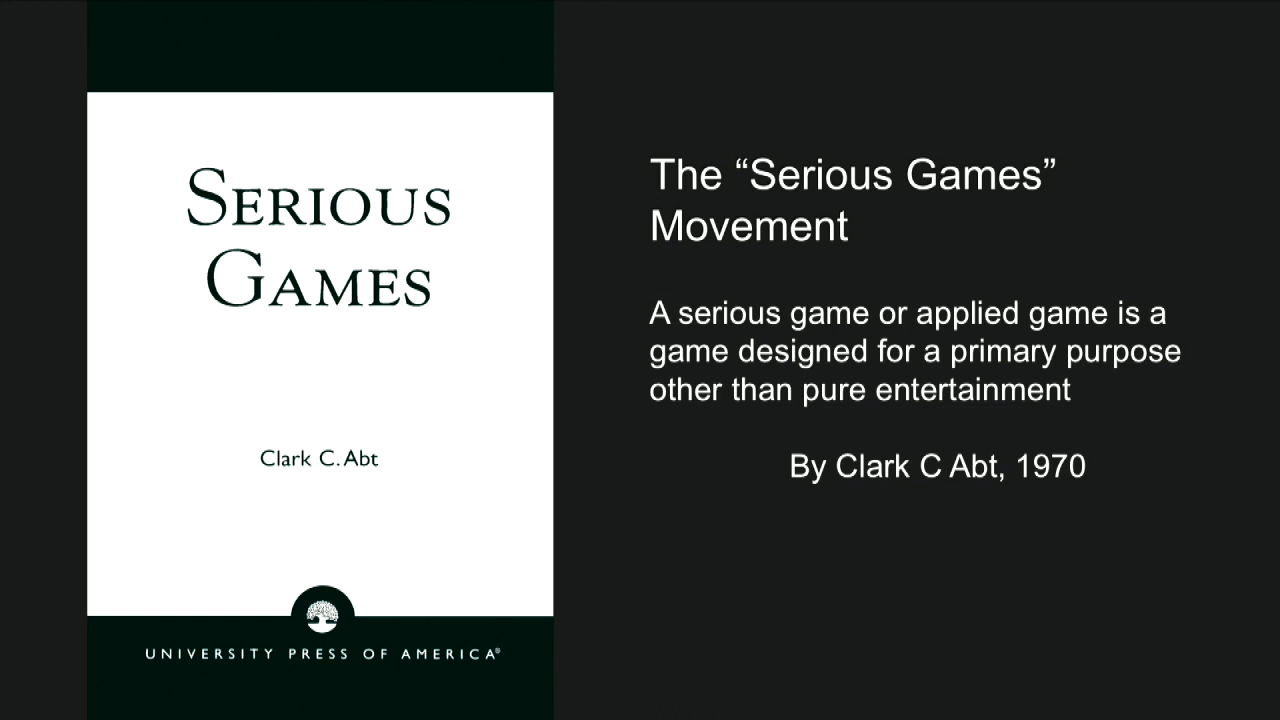 SERIOUS
GAMES
Clark C. Abt
UNIVERSITY PRESS OF AMERICA®
The “Serious Games”
Movement
A serious game or applied game is a
game designed for a primary purpose
other than pure entertainment
By Clark C Abt, 1970